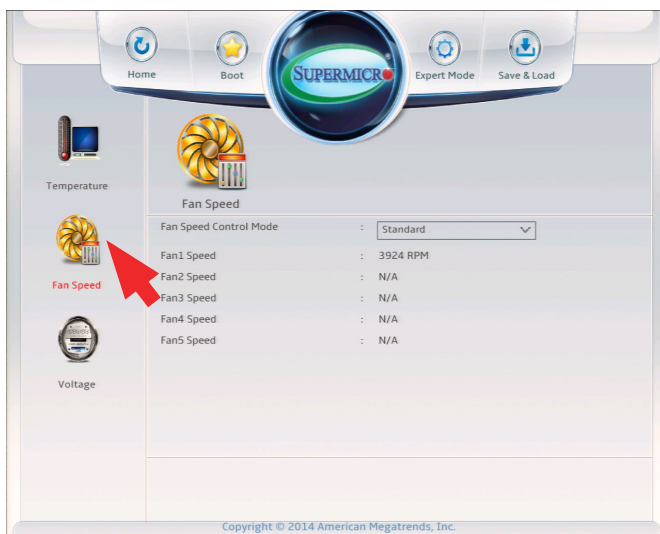 Home
Boot
SUPERMICRO
Expert Mode
Save & Load
Temperature
Fan Speed
Voltage
Fan Speed
Fan Speed Control Mode : Standard
Fan1 Speed : 3924 RPM
Fan2 Speed : N/A
Fan3 Speed : N/A
Fan4 Speed : N/A
Fan5 Speed : N/A
Copyright © 2014 American Megatrends, Inc.